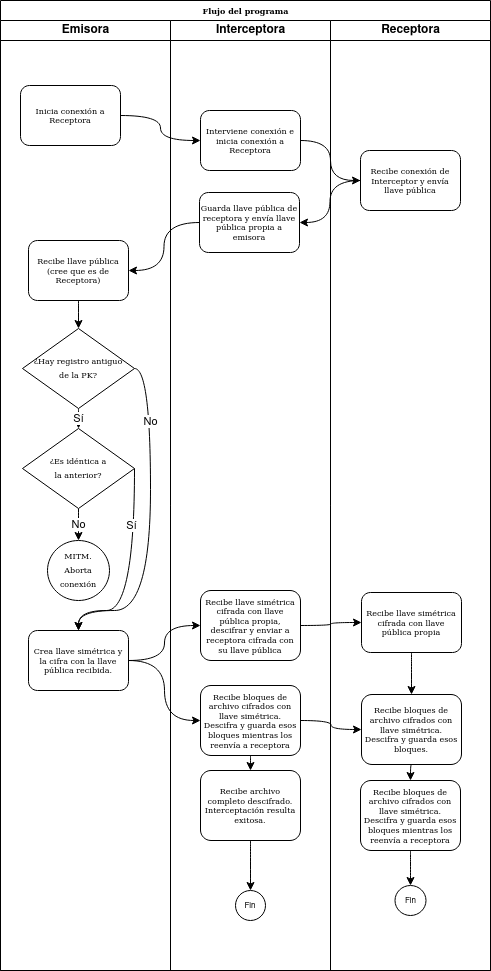 Flujo del programa
Emisora
Interceptora
Receptora
Inicia conexión a
Receptora
Interviene conexión e
inicia conexión a
Receptora
Recibe conexión de
Interceptor y envía
llave pública
Guarda llave pública de
receptora y envía llave
pública propia a
emisora
Recibe llave pública
(cree que es de
Receptora)
¿Hay registro antiguo
de la PK?
Sí
No
¿Es idéntica a
la anterior?
No
Sí
MITM.
Aborta
conexión
Crea llave simétrica y
la cifra con la llave
pública recibida.
Recibe llave simétrica
cifrada con llave
pública propia,
descifrar y enviar a
receptora cifrada con
su llave pública
Recibe llave simétrica
cifrada con llave
pública propia
Recibe bloques de
archivo cifrados con
llave simétrica.
Descifra y guarda esos
bloques mientras los
reenvía a receptora
Recibe bloques de
archivo cifrados con
llave simétrica.
Descifra y guarda esos
bloques.
Recibe archivo
completo descifrado.
Interceptación resulta
exitosa.
Recibe bloques de
archivo cifrados con
llave simétrica.
Descifra y guarda esos
bloques mientras los
reenvía a receptora
Fin
Fin